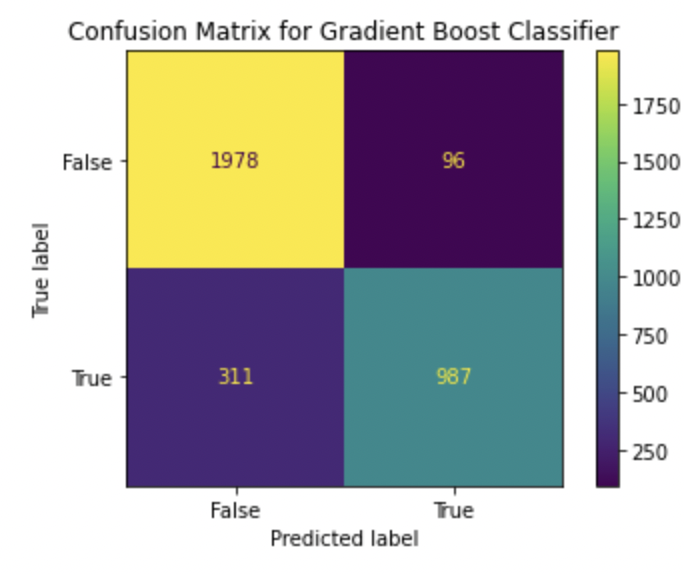 Confusion Matrix for Gradient Boost Classifier
False
1978
96
True
311
987
False
True
Predicted label
True label
1750
1500
1250
1000
750
500
250